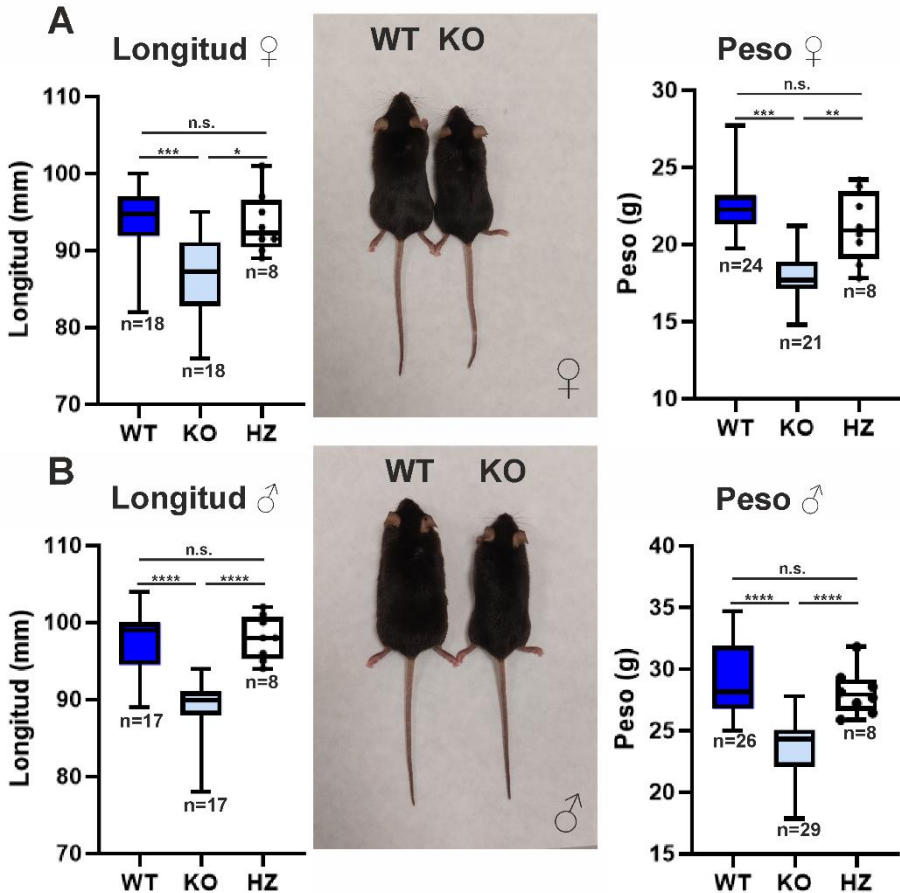 A
Longitud ♀
WT KO
Peso ♀
110
100
90
80
70
Longitud (mm)
n.s.
*** *
n=18
n=18
n=8
WT KO HZ
♀
30
25
20
15
10
Peso (g)
n.s.
*** **
n=24
n=21
n=8
WT KO HZ
B
Longitud ♂
WT KO
Peso ♂
110
100
90
80
70
Longitud (mm)
n.s.
**** ****
n=17
n=17
n=8
WT KO HZ
♂
40
35
30
25
20
15
Peso (g)
n.s.
**** ****
n=26
n=29
n=8
WT KO HZ